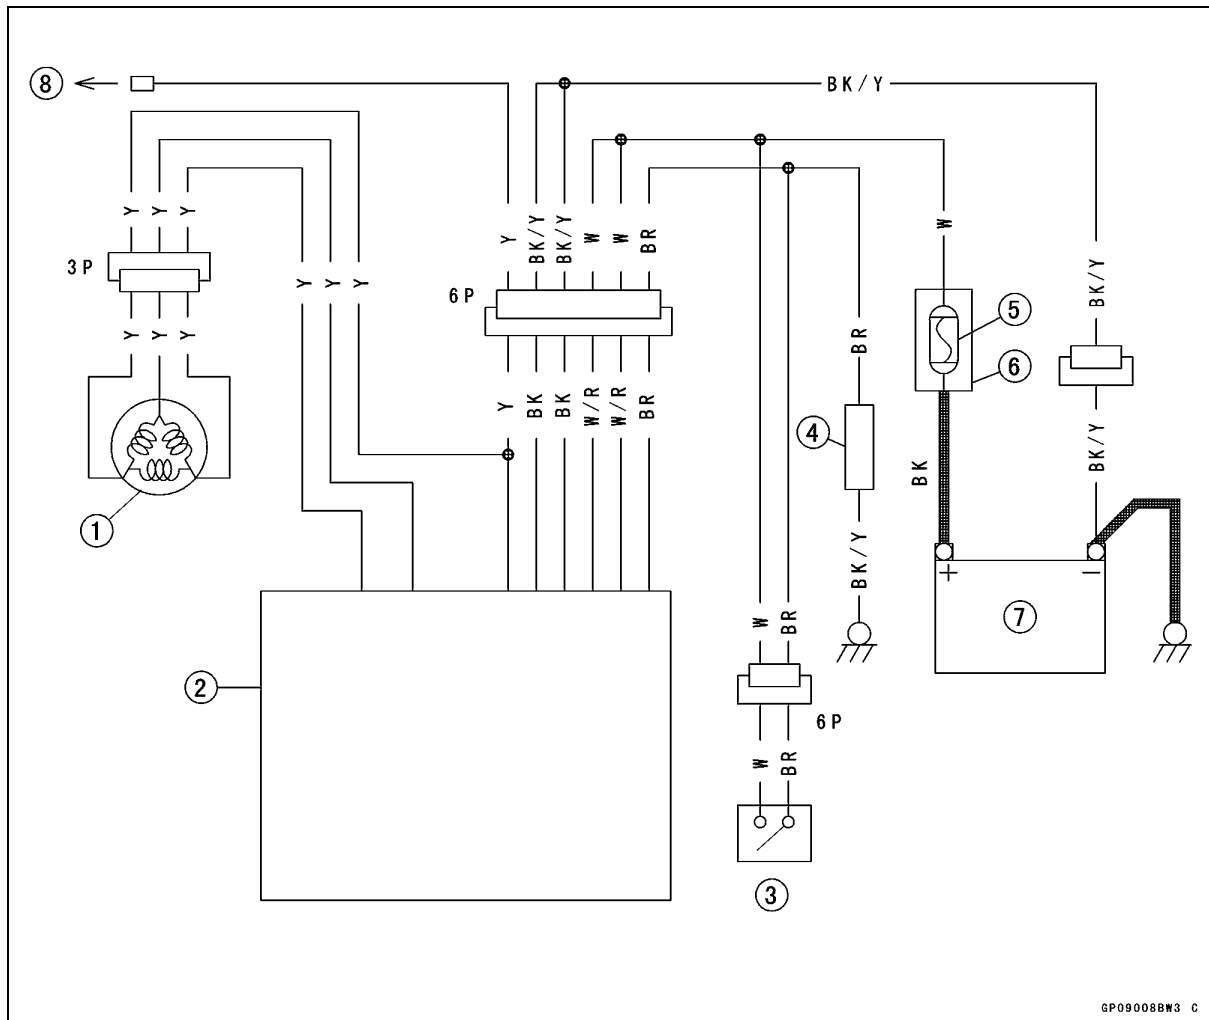 8
BK/Y
Y Y Y
Y BK/Y BK/Y W W BR
W
BK/Y
3P
Y Y Y
6P
5
6
Y Y Y
Y BK BK W/R W/R BR
BR
4
BK
BK/Y
1
BK/Y
+ −
7
W BR
2
6P
W BR
3
GP09008BW3 C